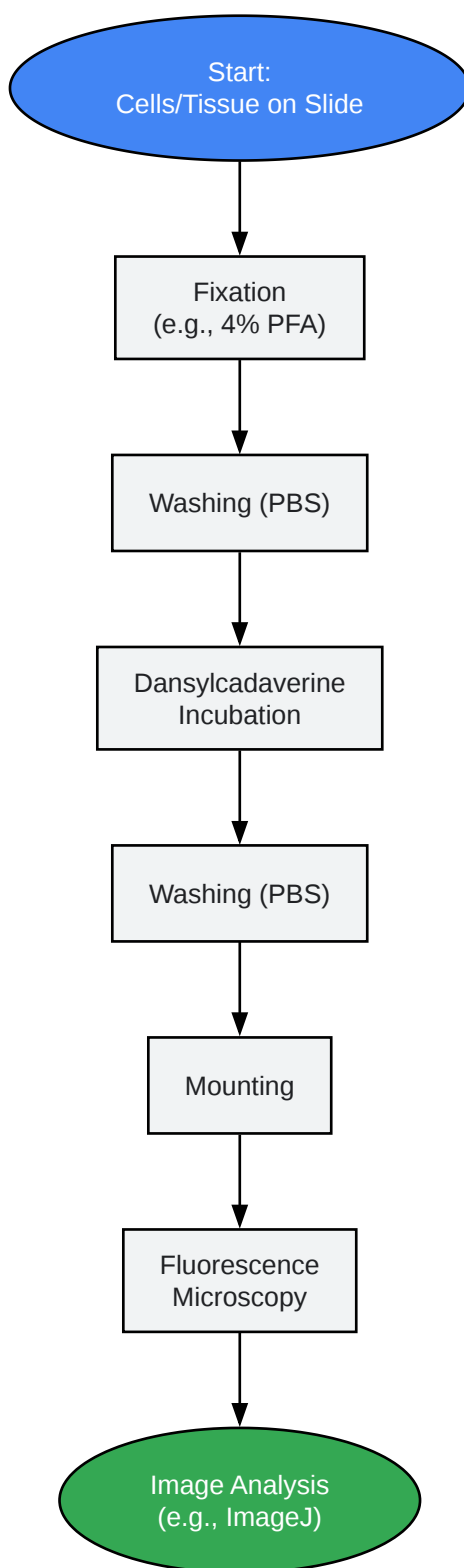 Start:
Cells/Tissue on Slide
Fixation
(e.g., 4% PFA)
Washing (PBS)
Dansylcadaverine
Incubation
Washing (PBS)
Mounting
Fluorescence
Microscopy
Image Analysis
(e.g., ImageJ)